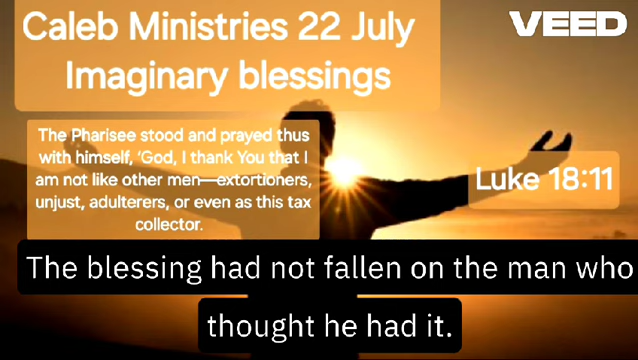 Caleb Ministries 22 July
VEED
Imaginary blessings
The Pharisee stood and prayed thus
with himself, 'God, I thank You that I
am not like other men—extortioners,
unjust, adulterers, or even as this tax
collector.
Luke 18:11
The blessing had not fallen on the man who
thought he had it.